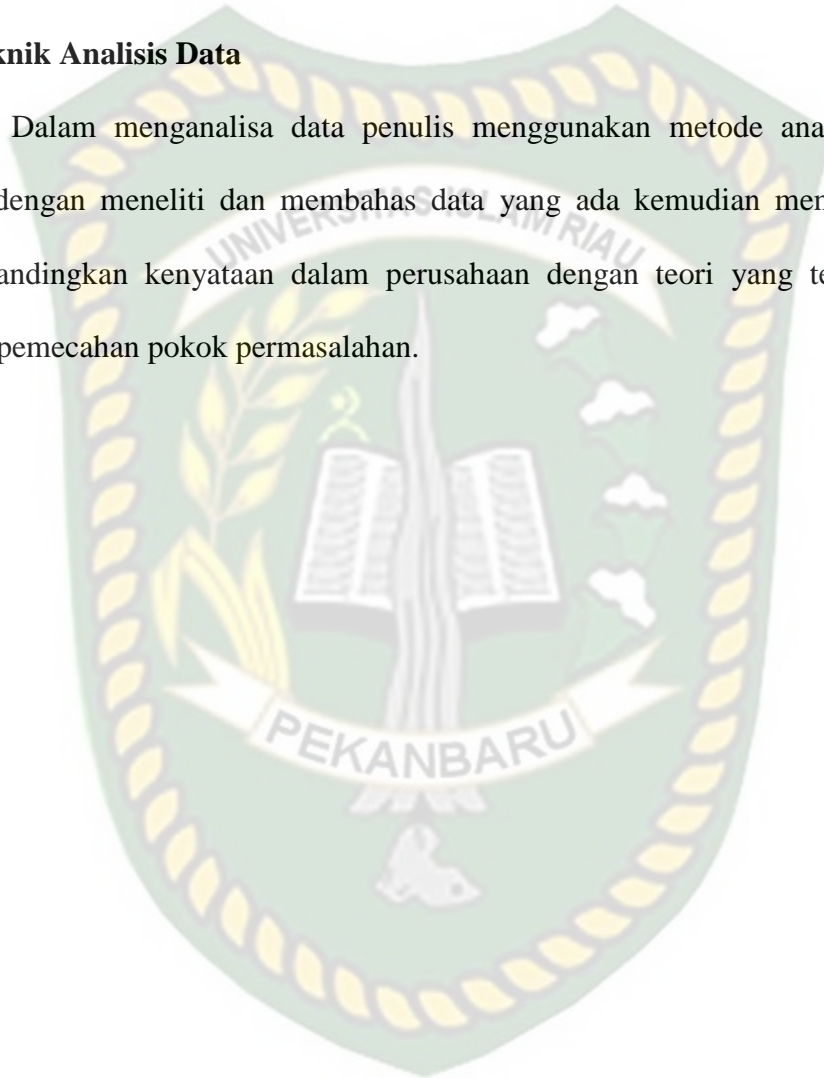 knik Analisis Data
Dalam menganalisa data penulis menggunakan metode ana
dengan meneliti dan membahas data yang ada kemudian men
UNIVERSITAS ISLAM RIAU
andingkan kenyataan dalam perusahaan dengan teori yang te
pemecahan pokok permasalahan.
PEKANBARU